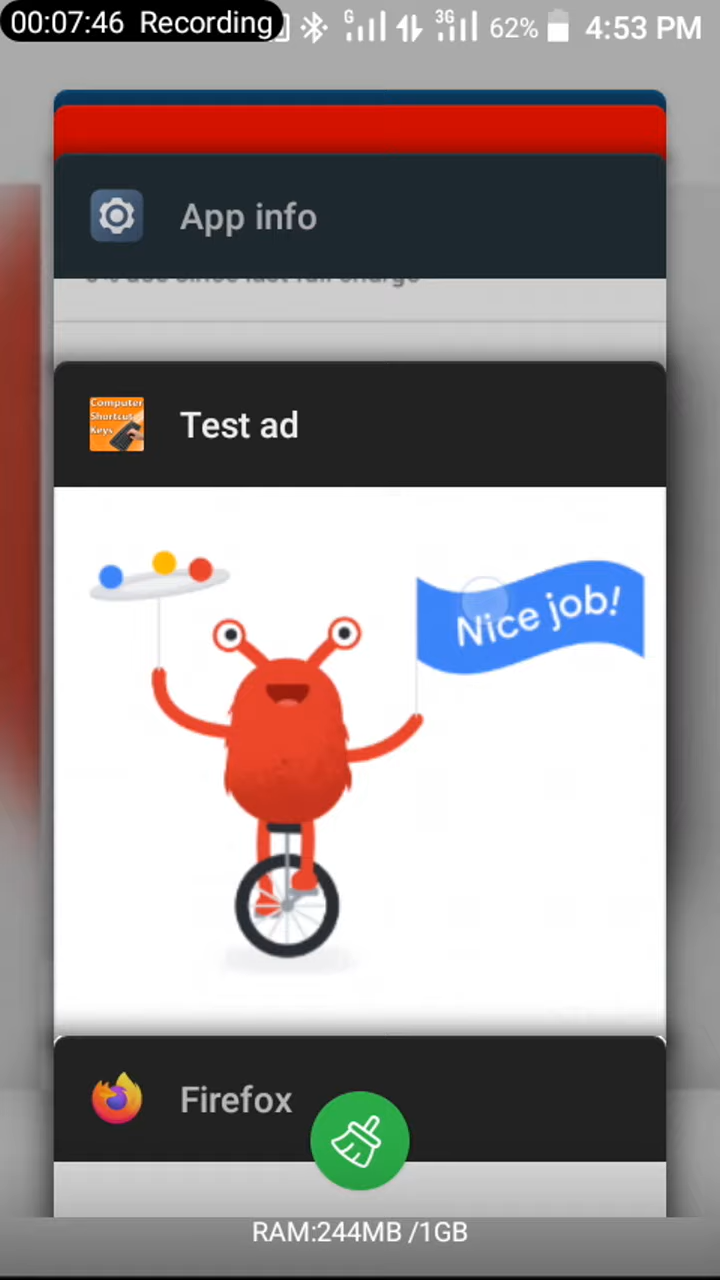 00:07:46 Recording
G 3G 62% 4:53 PM
App info
Computer
Shortcut
Keys
Test ad
Nice job!
Firefox
RAM:244MB /1GB